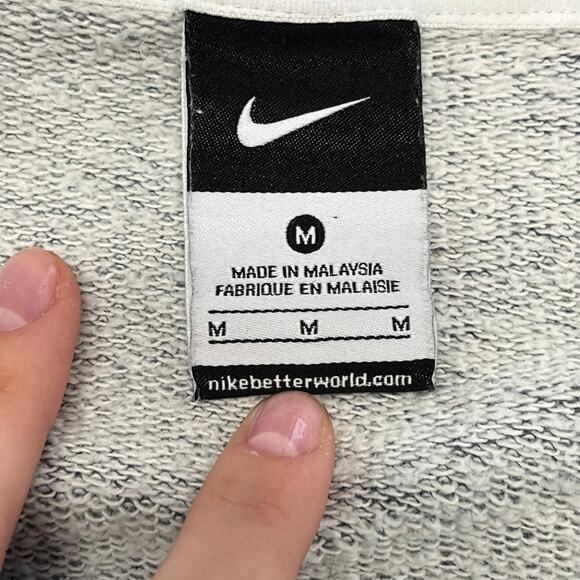 M
MADE IN MALAYSIA
FABRIQUE EN MALAISIE
M M M
nikebetterworld.com